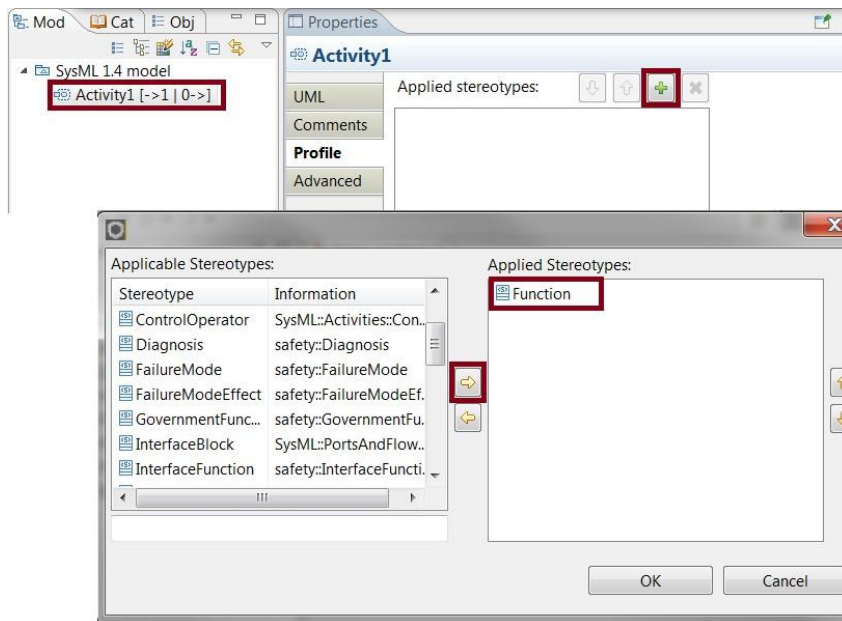 Mod
Cat
Obj
Properties
SysML 1.4 model
Activity1 [->1 | 0->]
Activity1
UML
Comments
Profile
Advanced
Applied stereotypes:
Applicable Stereotypes:
Stereotype Information
ControlOperator SysML::Activities::Con..
Diagnosis safety::Diagnosis
FailureMode safety::FailureMode
FailureModeEffect safety::FailureModeEf.
GovernmentFunc... safety::GovernmentFu.
InterfaceBlock SysML::PortsAndFlow..
InterfaceFunction safety::InterfaceFuncti.
Applied Stereotypes:
Function
OK
Cancel